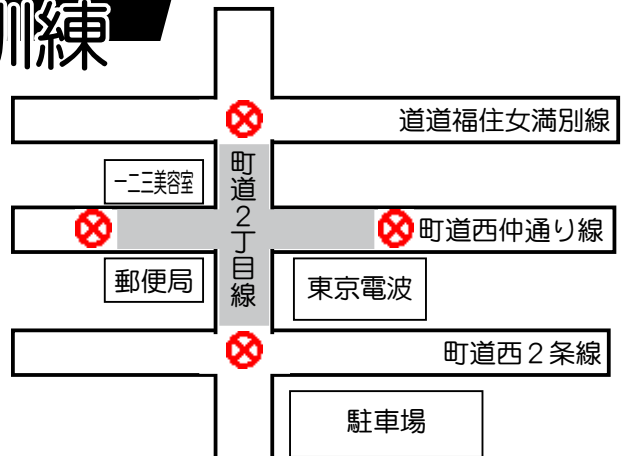 訓練
道道福住女満別線
一二三美容室
町道２丁目線
町道西仲通り線
郵便局
東京電波
町道西２条線
駐車場